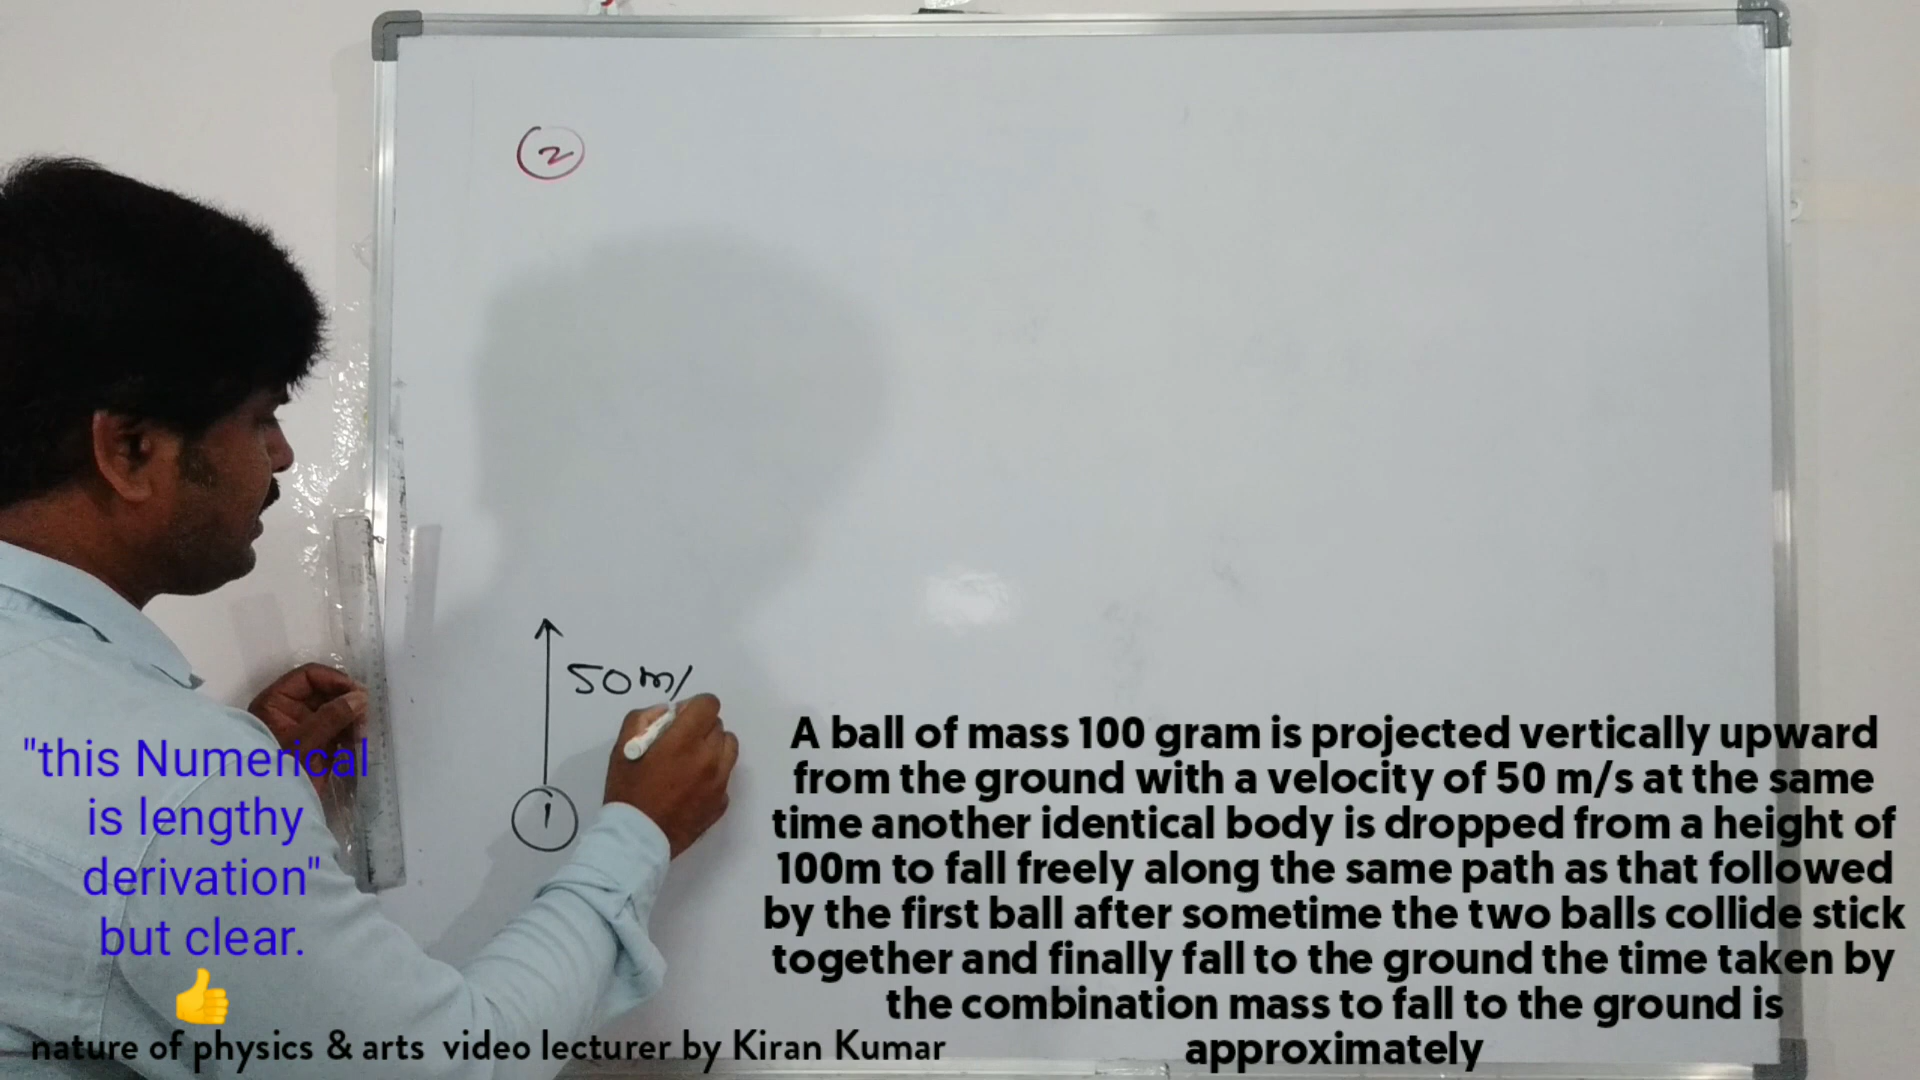 2
50m/
1
"this Numerical
is lengthy
derivation"
but clear.
👍
A ball of mass 100 gram is projected vertically upward
from the ground with a velocity of 50 m/s at the same
time another identical body is dropped from a height of
100m to fall freely along the same path as that followed
by the first ball after sometime the two balls collide stick
together and finally fall to the ground the time taken by
the combination mass to fall to the ground is
approximately
nature of physics & arts video lecturer by Kiran Kumar